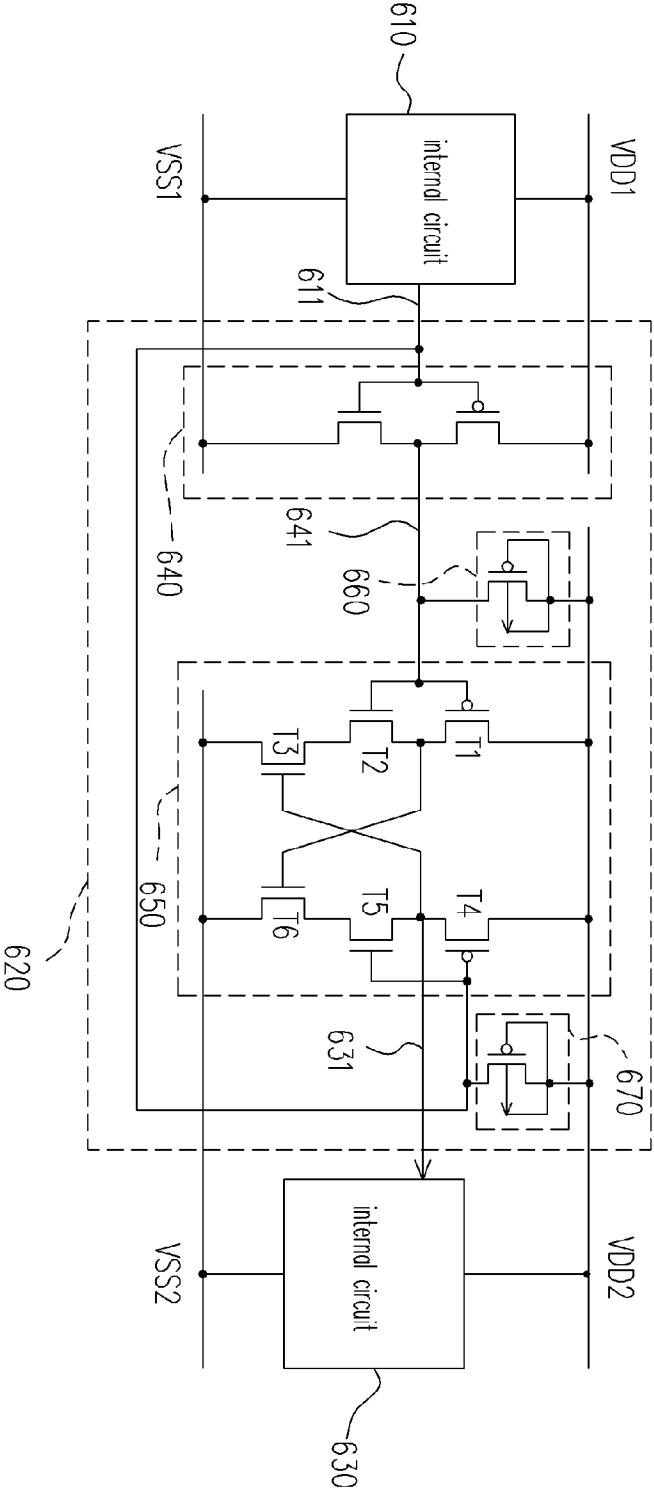 610
VDD1
internal circuit
VSS1
611
640
641
660
T1
T2
T3
T4
T5
T6
650
620
631
670
VDD2
internal circuit
VSS2
630